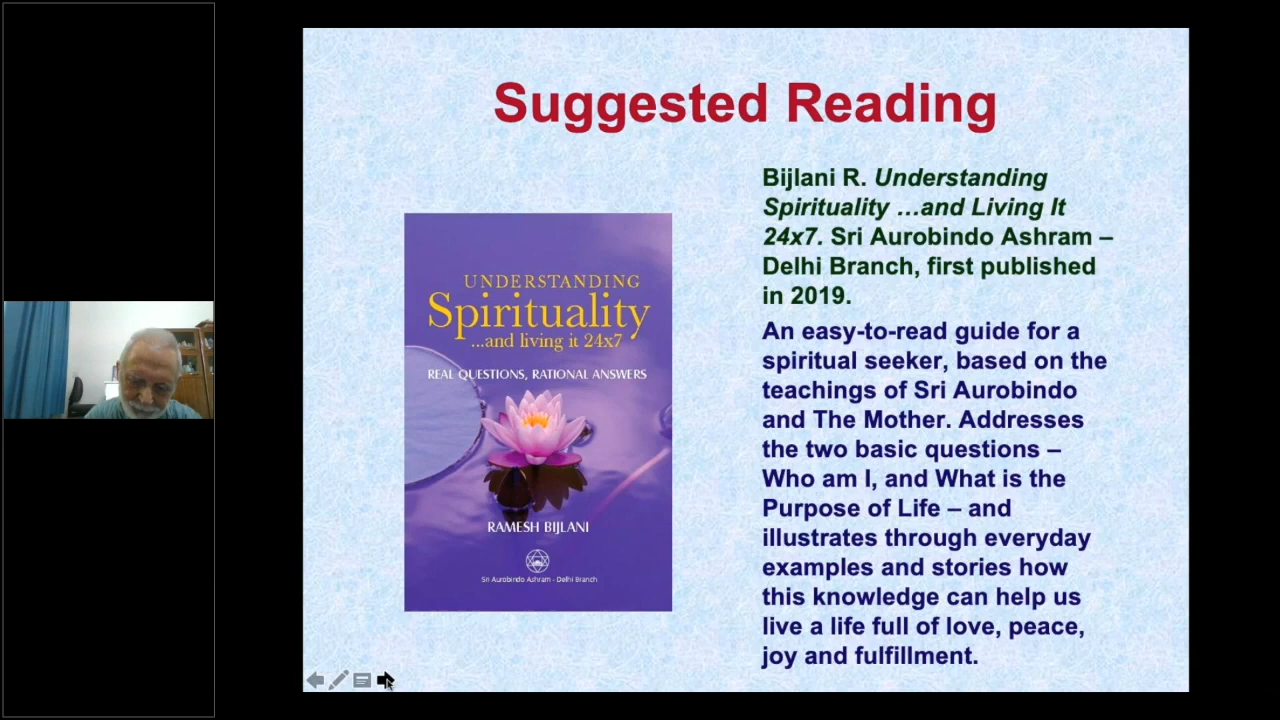 Suggested Reading
UNDERSTANDING
Spirituality
...and living it 24x7
REAL QUESTIONS, RATIONAL ANSWERS
RAMESH BIJLANI
Sri Aurobindo Ashram - Delhi Branch
Bijlani R. Understanding
Spirituality …and Living It
24x7. Sri Aurobindo Ashram –
Delhi Branch, first published
in 2019.
An easy-to-read guide for a
spiritual seeker, based on the
teachings of Sri Aurobindo
and The Mother. Addresses
the two basic questions –
Who am I, and What is the
Purpose of Life – and
illustrates through everyday
examples and stories how
this knowledge can help us
live a life full of love, peace,
joy and fulfillment.